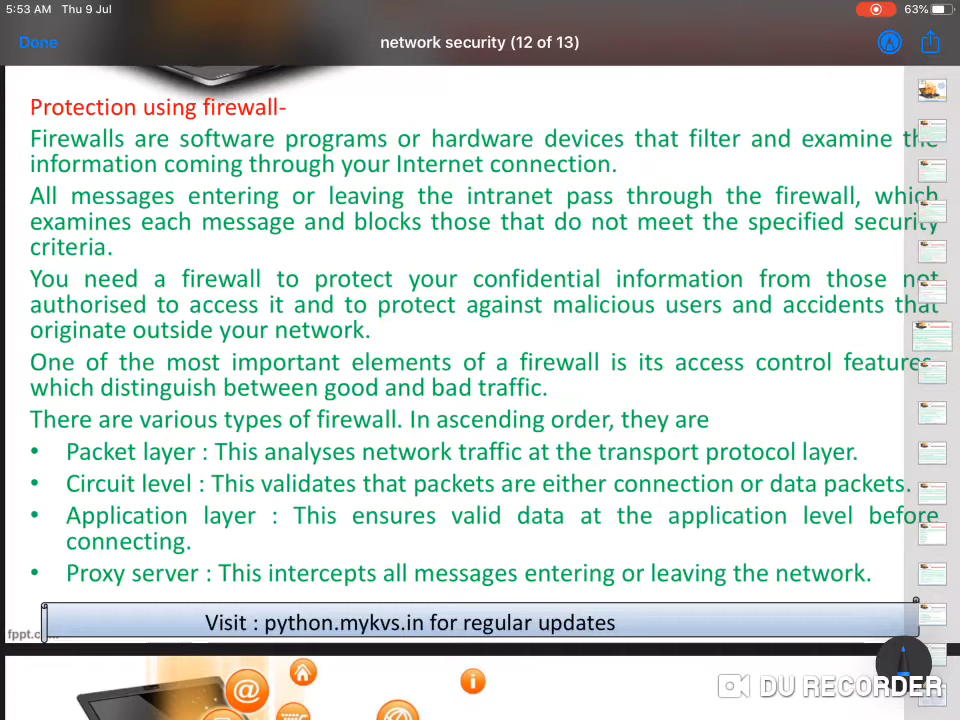 5:53 AM Thu 9 Jul
63%
Done
network security (12 of 13)
Protection using firewall-
Firewalls are software programs or hardware devices that filter and examine the
information coming through your Internet connection.
All messages entering or leaving the intranet pass through the firewall, which
examines each message and blocks those that do not meet the specified security
criteria.
You need a firewall to protect your confidential information from those not
authorised to access it and to protect against malicious users and accidents that
originate outside your network.
One of the most important elements of a firewall is its access control features,
which distinguish between good and bad traffic.
There are various types of firewall. In ascending order, they are
• Packet layer : This analyses network traffic at the transport protocol layer.
• Circuit level : This validates that packets are either connection or data packets.
• Application layer : This ensures valid data at the application level before
connecting.
• Proxy server : This intercepts all messages entering or leaving the network.
Visit : python.mykvs.in for regular updates
DU RECORDER